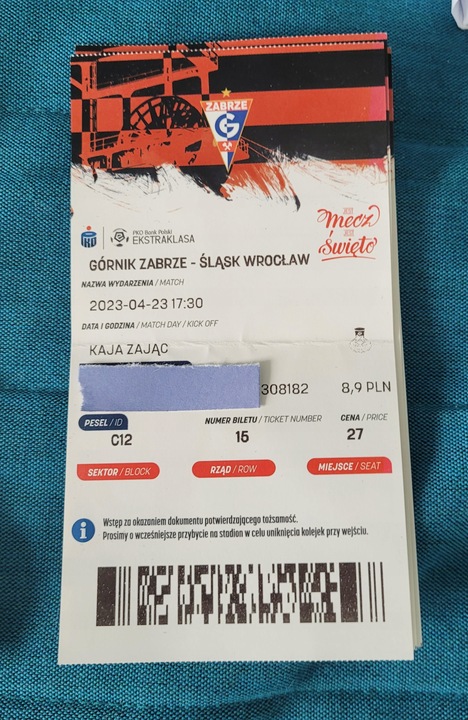 ZABRZE
G
PKO Bank Polski
EKSTRAKLASA
JEST
Mecz
JEST
Święto
GÓRNIK ZABRZE - ŚLĄSK WROCŁAW
NAZWA WYDARZENIA / MATCH
2023-04-23 17:30
DATA I GODZINA / MATCH DAY / KICK OFF
KAJA ZAJĄC
308182 8,9 PLN
PESEL / ID NUMER BILETU / TICKET NUMBER CENA / PRICE
C12 15 27
SEKTOR / BLOCK RZĄD / ROW MIEJSCE / SEAT
Wstęp za okazaniem dokumentu potwierdzającego tożsamość.
Prosimy o wcześniejsze przybycie na stadion w celu uniknięcia kolejek przy wejściu.